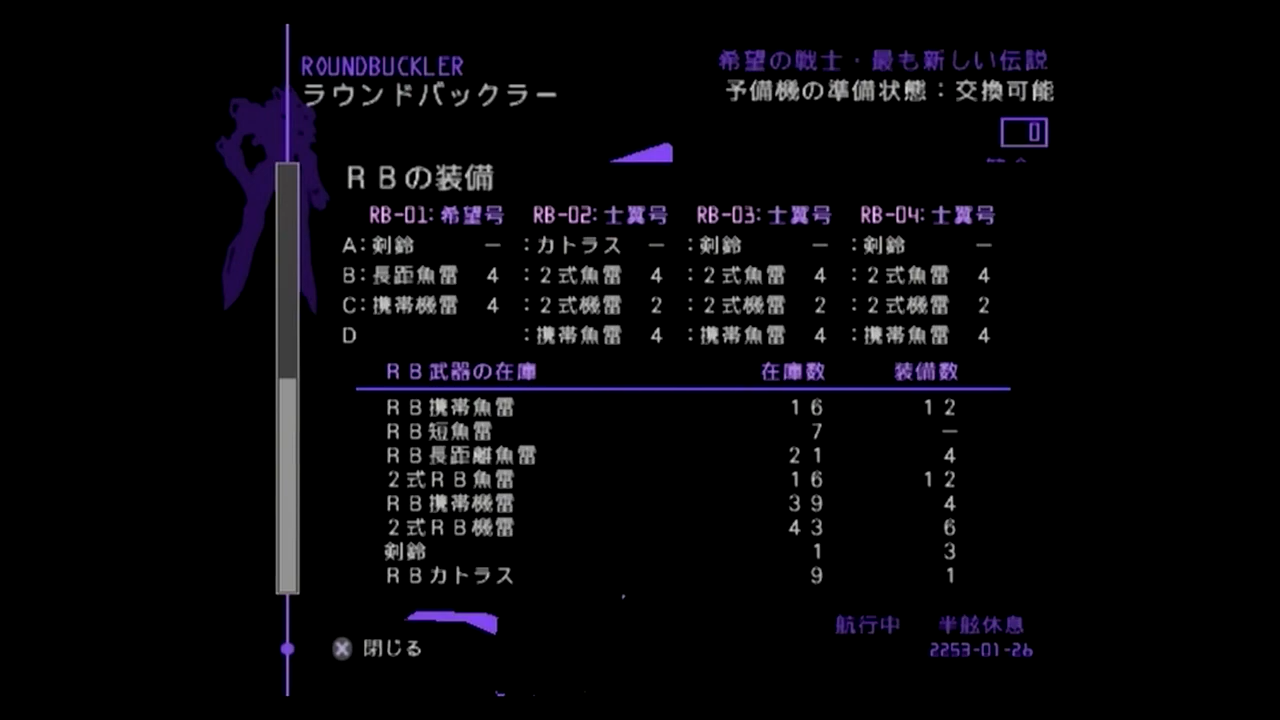 ROUNDBUCKLER
ラウンドバックラー
希望の戦士・最も新しい伝説
予備機の準備状態：交換可能
0
ＲＢの装備
RB-01:希望号 RB-02:士翼号 RB-03:士翼号 RB-04:士翼号
A:剣鈴 ー :カトラス ー :剣鈴 ー :剣鈴 ー
B:長距魚雷 4 :２式魚雷 4 :２式魚雷 4 :２式魚雷 4
C:携帯機雷 4 :２式機雷 2 :２式機雷 2 :２式機雷 2
D :携帯魚雷 4 :携帯魚雷 4 :携帯魚雷 4
ＲＢ武器の在庫 在庫数 装備数
ＲＢ携帯魚雷 １６ １２
ＲＢ短魚雷 ７ ー
ＲＢ長距離魚雷 ２１ ４
２式ＲＢ魚雷 １６ １２
ＲＢ携帯機雷 ３９ ４
２式ＲＢ機雷 ４３ ６
剣鈴 １ ３
ＲＢカトラス ９ １
航行中 半舷休息
2253-01-26
閉じる